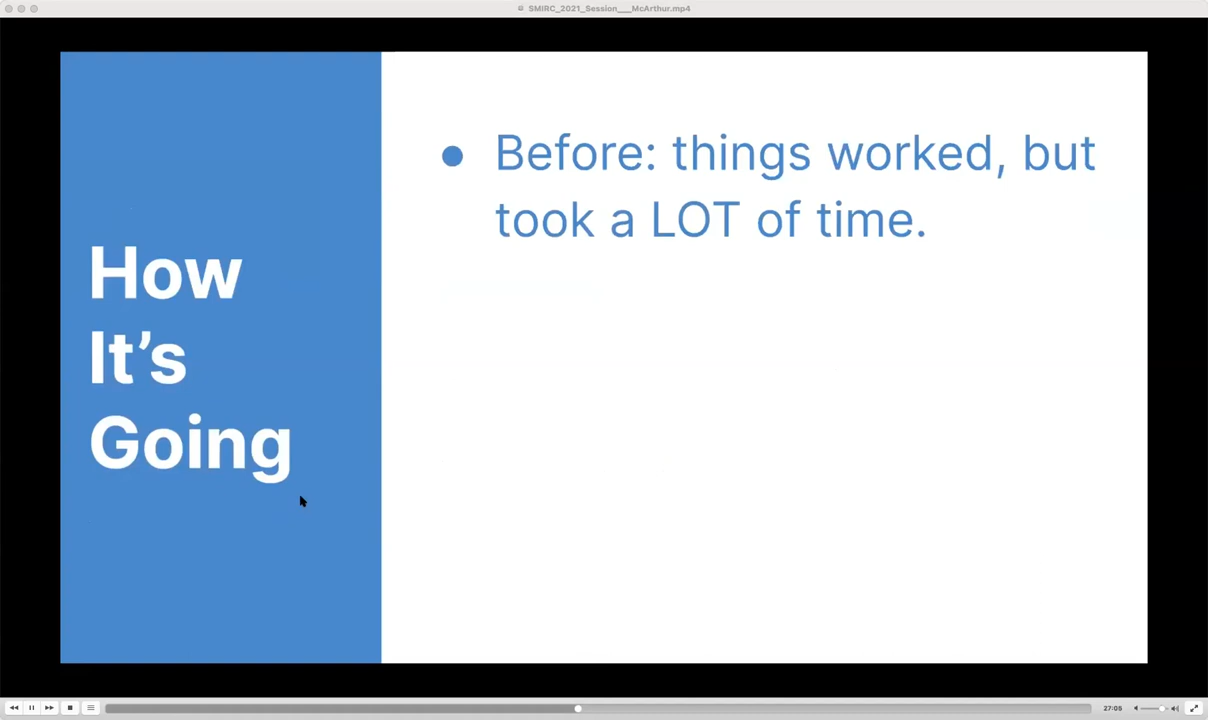 SMIRC_2021_Session___McArthur.mp4
How
It’s
Going
● Before: things worked, but
took a LOT of time.
27:05